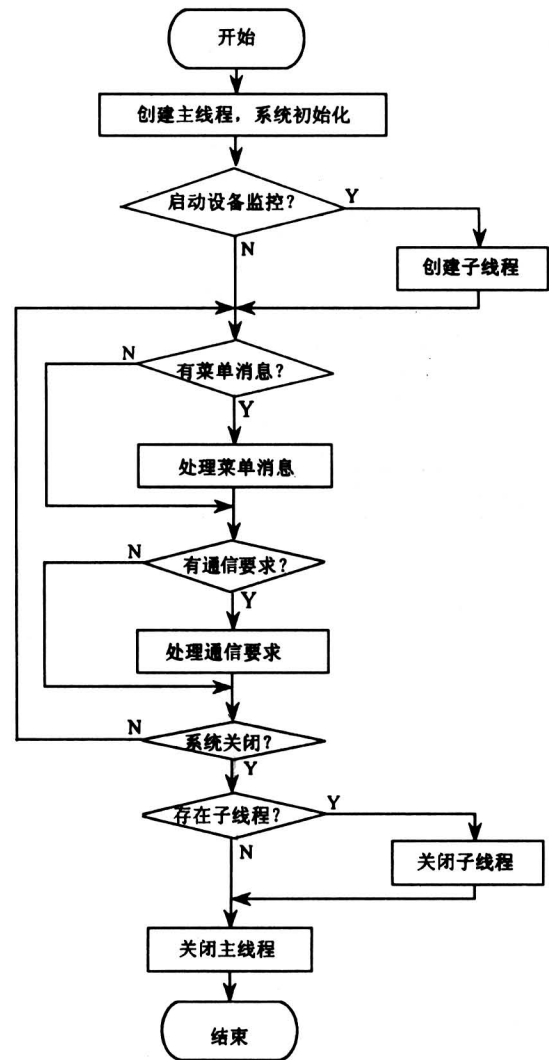 开始
创建主线程，系统初始化
启动设备监控？
Y
N
创建子线程
N
有菜单消息？
Y
处理菜单消息
N
有通信要求？
Y
处理通信要求
N
系统关闭？
Y
存在子线程？
Y
N
关闭子线程
关闭主线程
结束